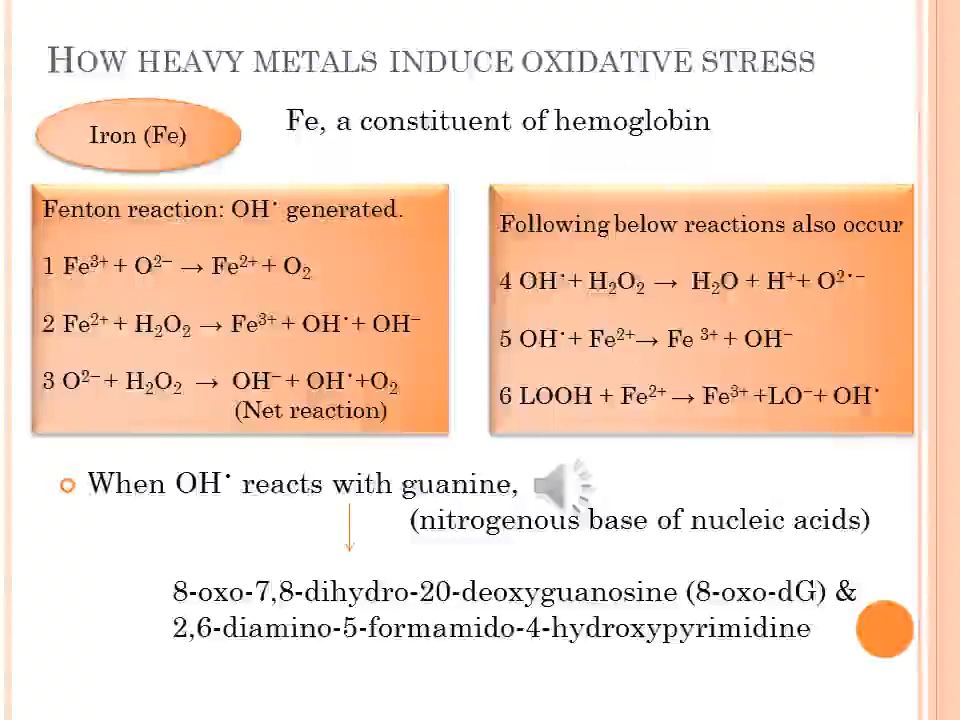 HOW HEAVY METALS INDUCE OXIDATIVE STRESS
Iron (Fe)
Fe, a constituent of hemoglobin
Fenton reaction: OH˙ generated.
1 Fe³⁺ + O²⁻ → Fe²⁺ + O₂
2 Fe²⁺ + H₂O₂ → Fe³⁺ + OH˙ + OH⁻
3 O²⁻ + H₂O₂ → OH⁻ + OH˙ +O₂
(Net reaction)
Following below reactions also occur
4 OH˙ + H₂O₂ → H₂O + H⁺ + O²˙⁻
5 OH˙ + Fe²⁺ → Fe ³⁺ + OH⁻
6 LOOH + Fe²⁺ → Fe³⁺ +LO⁻ + OH˙
When OH˙ reacts with guanine,
(nitrogenous base of nucleic acids)
8-oxo-7,8-dihydro-20-deoxyguanosine (8-oxo-dG) &
2,6-diamino-5-formamido-4-hydroxypyrimidine